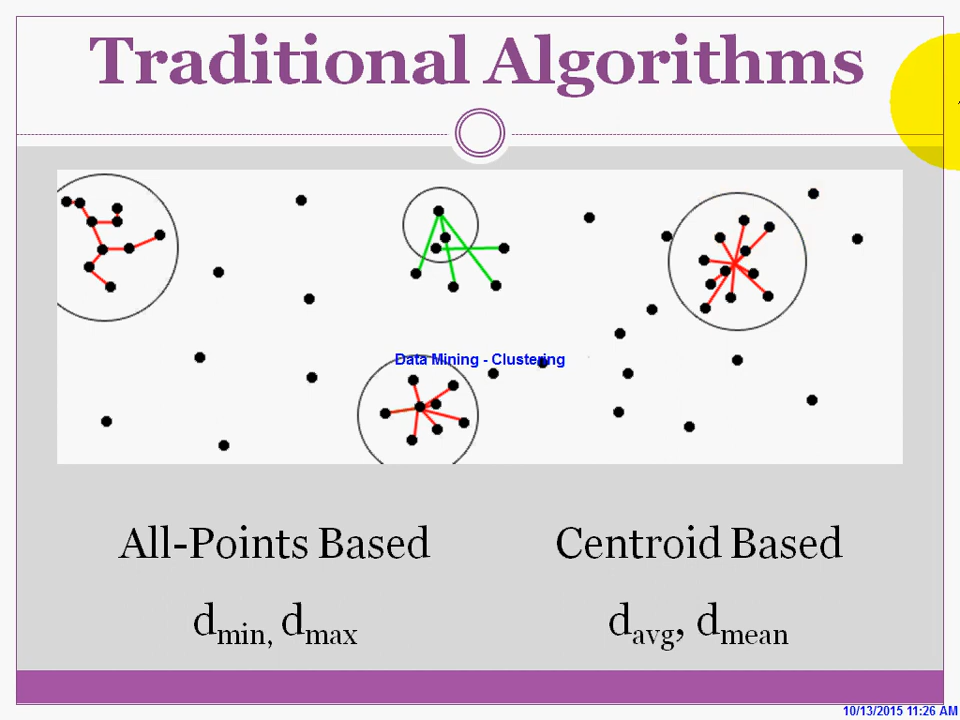 Traditional Algorithms
Data Mining - Clustering
All-Points Based
Centroid Based
dmin, dmax
davg, dmean
10/13/2015 11:26 AM